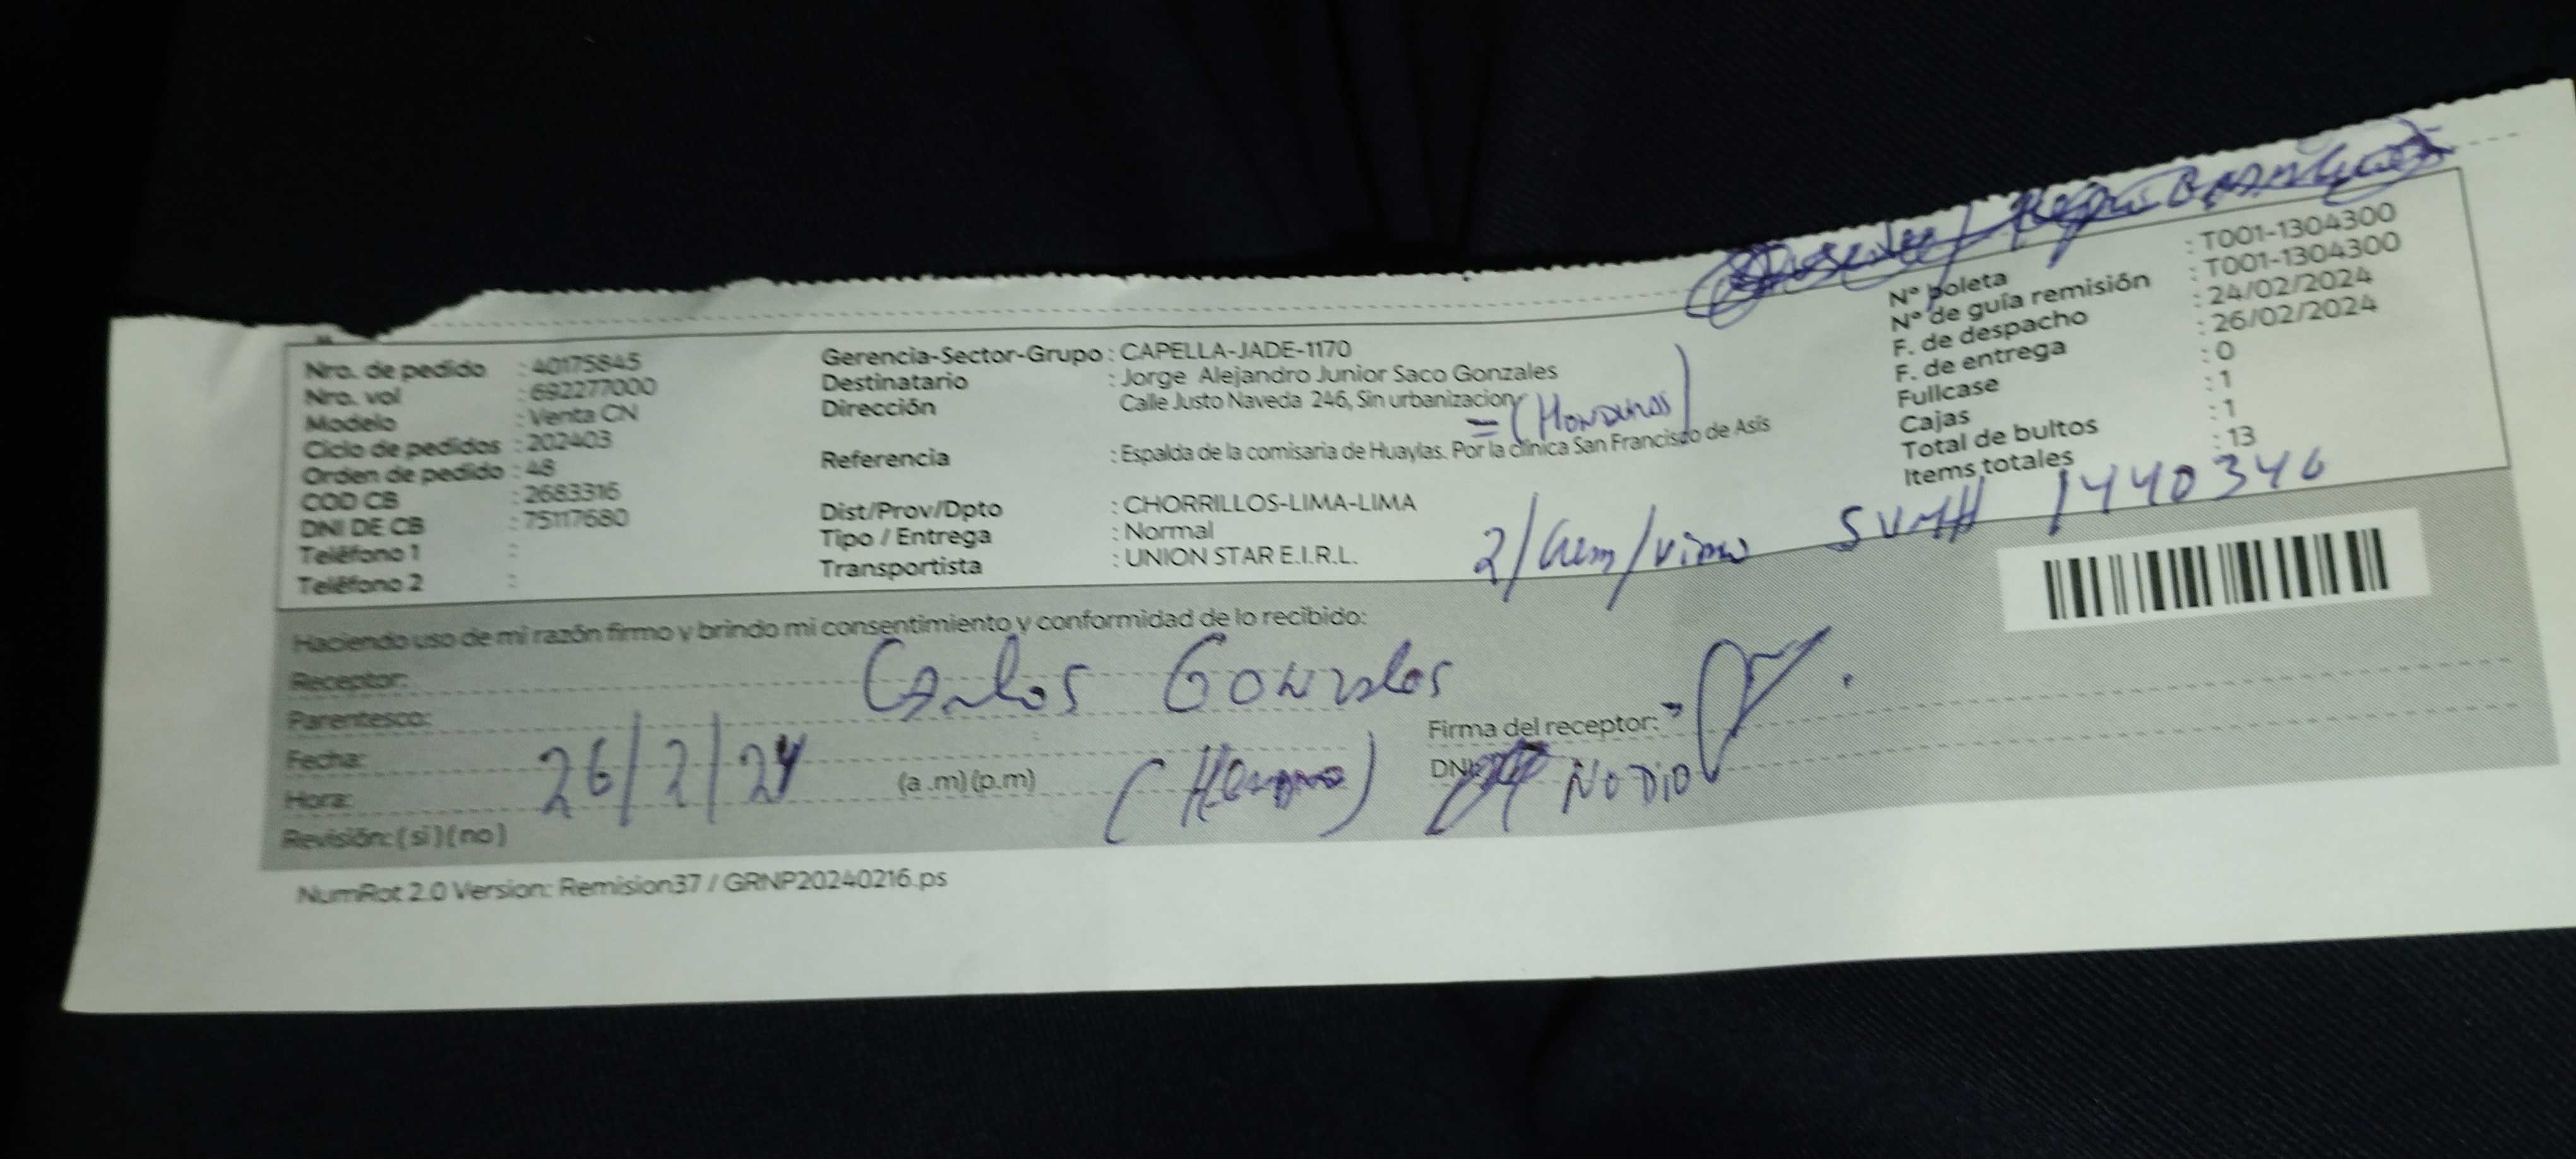 Nro. de pedido : 40175845
Nro. vol : 692277000
Modelo : Venta CN
Ciclo de pedidos : 202403
Orden de pedido : 48
COD CB : 2683316
DNI DE CB : 75117680
Teléfono 1 :
Teléfono 2 :
Gerencia-Sector-Grupo : CAPELLA-JADE-1170
Destinatario : Jorge Alejandro Junior Saco Gonzales
Dirección Calle Justo Naveda 246, Sin urbanizacion
= (Honduras)
Referencia : Espalda de la comisaria de Huaylas. Por la clínica San Francisco de Asis
Dist/Prov/Dpto : CHORRILLOS-LIMA-LIMA
Tipo / Entrega : Normal
Transportista : UNION STAR E.I.R.L.
N° boleta : T001-1304300
N° de guía remisión : T001-1304300
F. de despacho : 24/02/2024
F. de entrega : 26/02/2024
Fullcase : 0
Cajas : 1
Total de bultos : 1
Items totales : 13
2/Crem/ SUM# 1440346
Haciendo uso de mi razón firmo y brindo mi consentimiento y conformidad de lo recibido:
Receptor: Carlos Gonzales
Parentesco:
Firma del receptor:
Fecha: 26/2/24
Hora: (a .m) (p.m)
DNI: No Dio
Revisión: ( si ) ( no )
NumRot 2.0 Version: Remision37 / GRNP20240216.ps